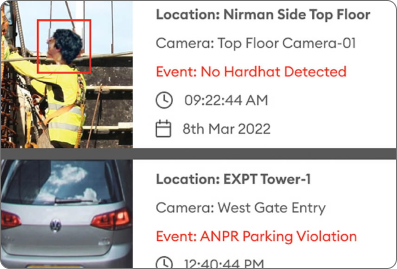 Location: Nirman Side Top Floor
Camera: Top Floor Camera-01
Event: No Hardhat Detected
09:22:44 AM
8th Mar 2022
Location: EXPT Tower-1
Camera: West Gate Entry
Event: ANPR Parking Violation
12:40:44 PM